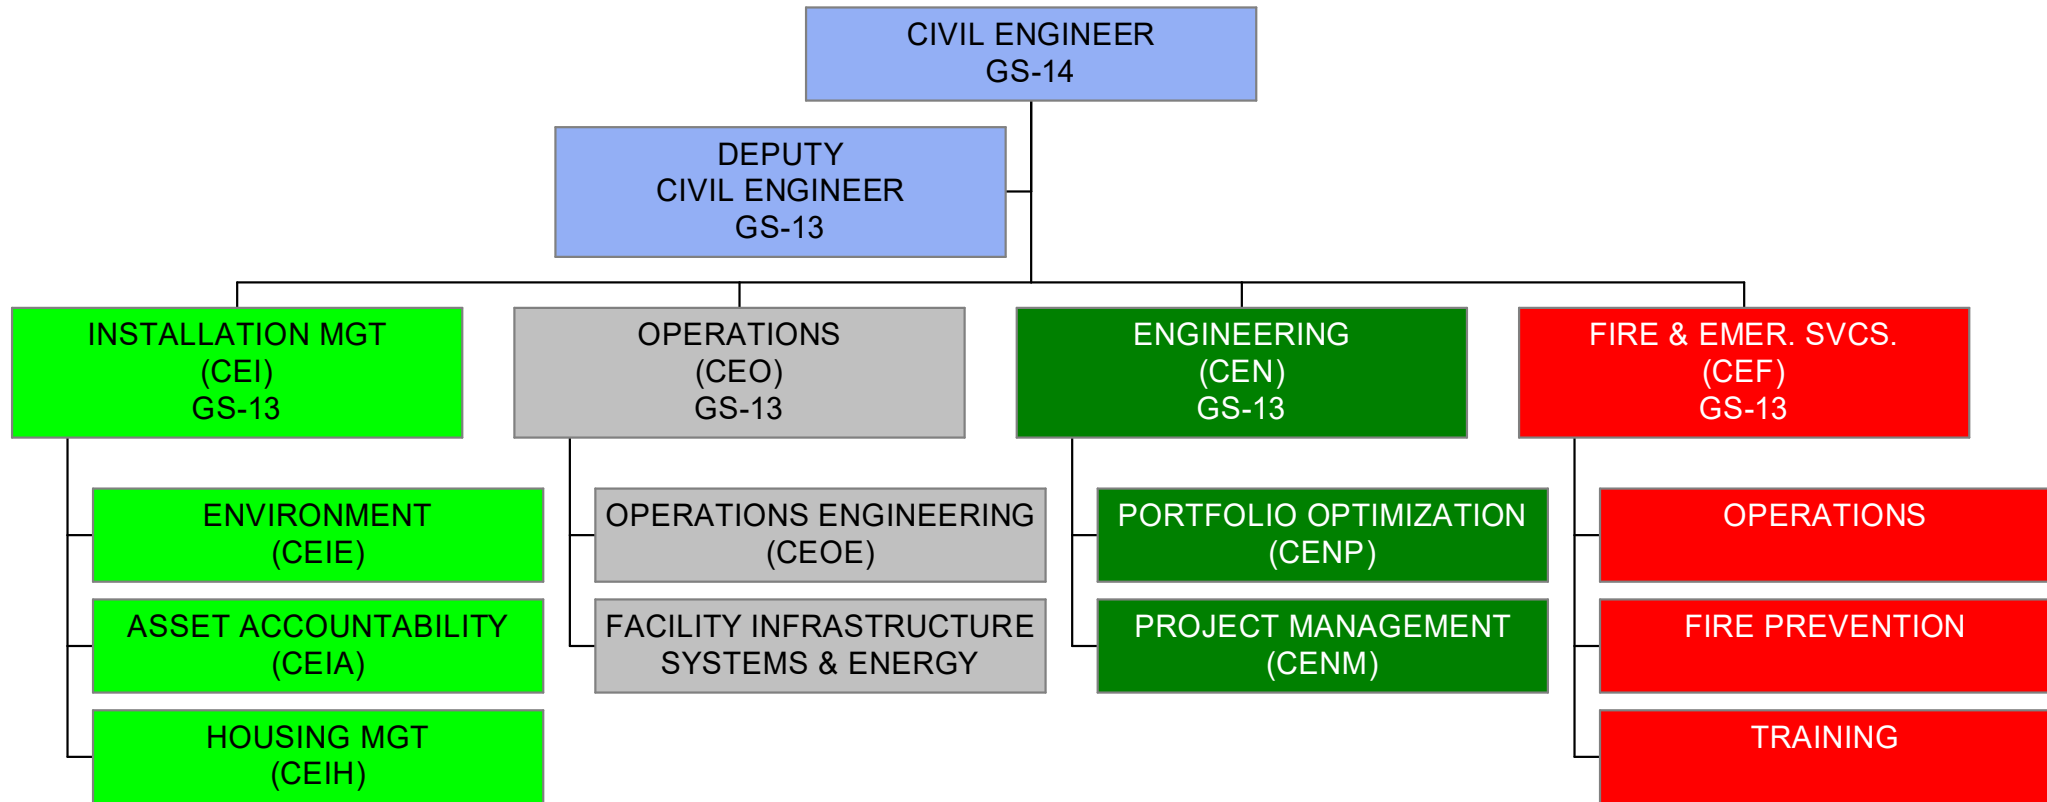 CIVIL ENGINEER
GS-14
DEPUTY
CIVIL ENGINEER
GS-13
INSTALLATION MGT
(CEI)
GS-13
OPERATIONS
(CEO)
GS-13
ENGINEERING
(CEN)
GS-13
FIRE & EMER. SVCS.
(CEF)
GS-13
ENVIRONMENT
(CEIE)
ASSET ACCOUNTABILITY
(CEIA)
HOUSING MGT
(CEIH)
OPERATIONS ENGINEERING
(CEOE)
FACILITY INFRASTRUCTURE
SYSTEMS & ENERGY
PORTFOLIO OPTIMIZATION
(CENP)
PROJECT MANAGEMENT
(CENM)
OPERATIONS
FIRE PREVENTION
TRAINING